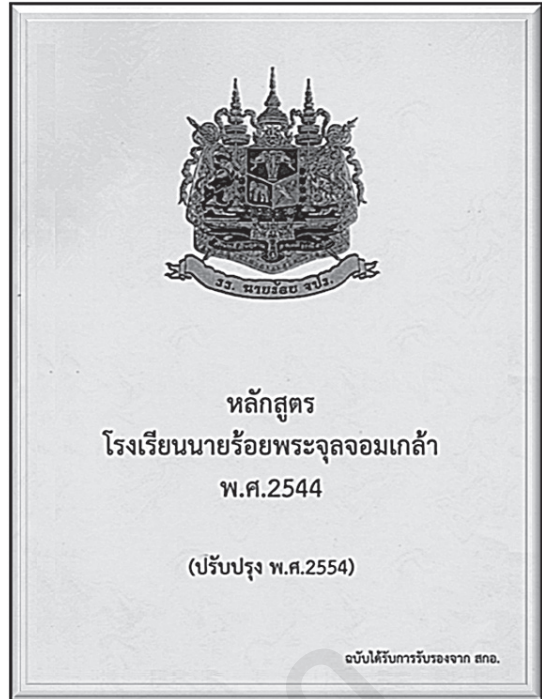 รร. นายร้อย จปร.
หลักสูตร
โรงเรียนนายร้อยพระจุลจอมเกล้า
พ.ศ.2544
(ปรับปรุง พ.ศ.2554)
ฉบับได้รับการรับรองจาก สกอ.